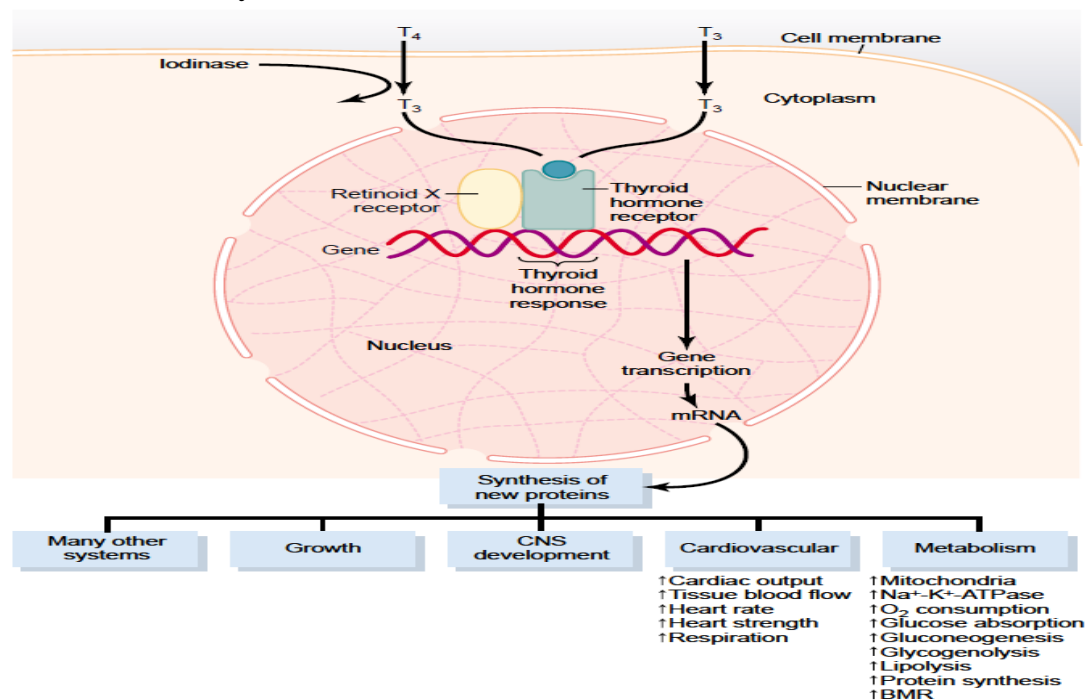 T4
T3
Cell membrane
Iodinase
T3
T3
Cytoplasm
Retinoid X
receptor
Thyroid
hormone
receptor
Nuclear
membrane
Gene
Thyroid
hormone
response
Nucleus
Gene
transcription
mRNA
Synthesis of
new proteins
Many other
systems
Growth
CNS
development
Cardiovascular
Metabolism
↑Cardiac output
↑Tissue blood flow
↑Heart rate
↑Heart strength
↑Respiration
↑Mitochondria
↑Na+-K+-ATPase
↑O2 consumption
↑Glucose absorption
↑Gluconeogenesis
↑Glycogenolysis
↑Lipolysis
↑Protein synthesis
↑BMR